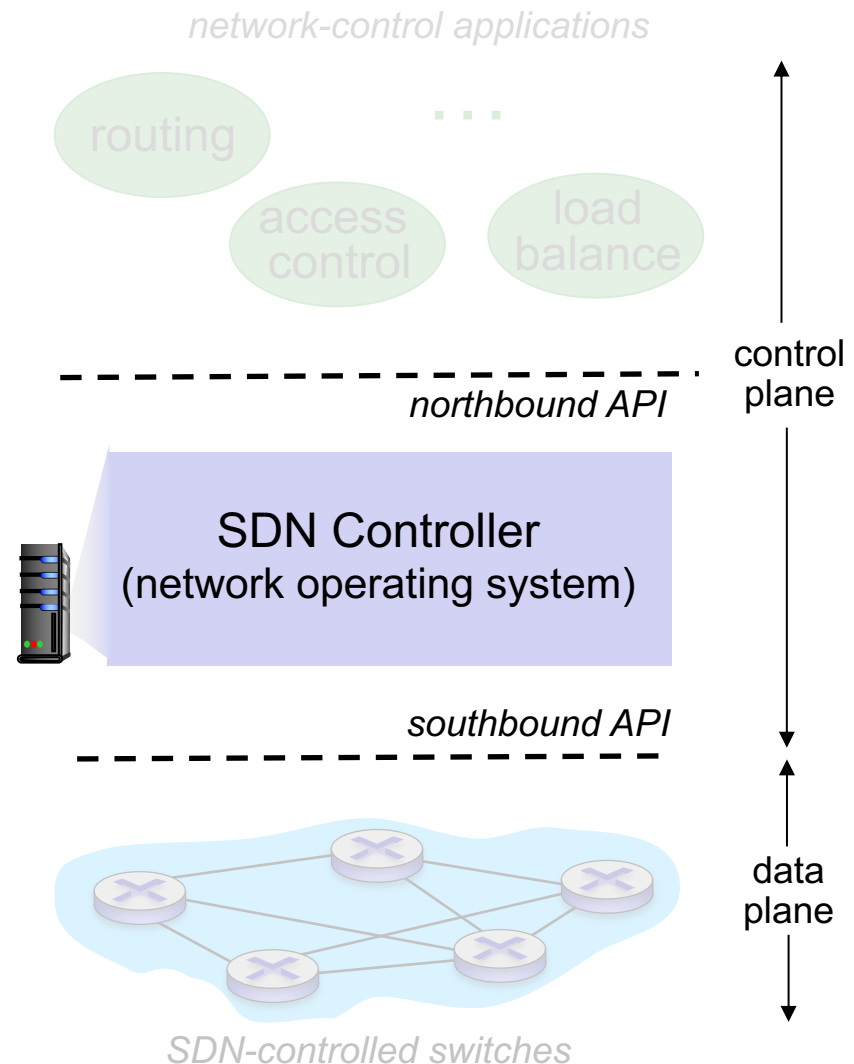 network-control applications
routing
...
access
control
load
balance
control
plane
northbound API
SDN Controller
(network operating system)
southbound API
data
plane
SDN-controlled switches